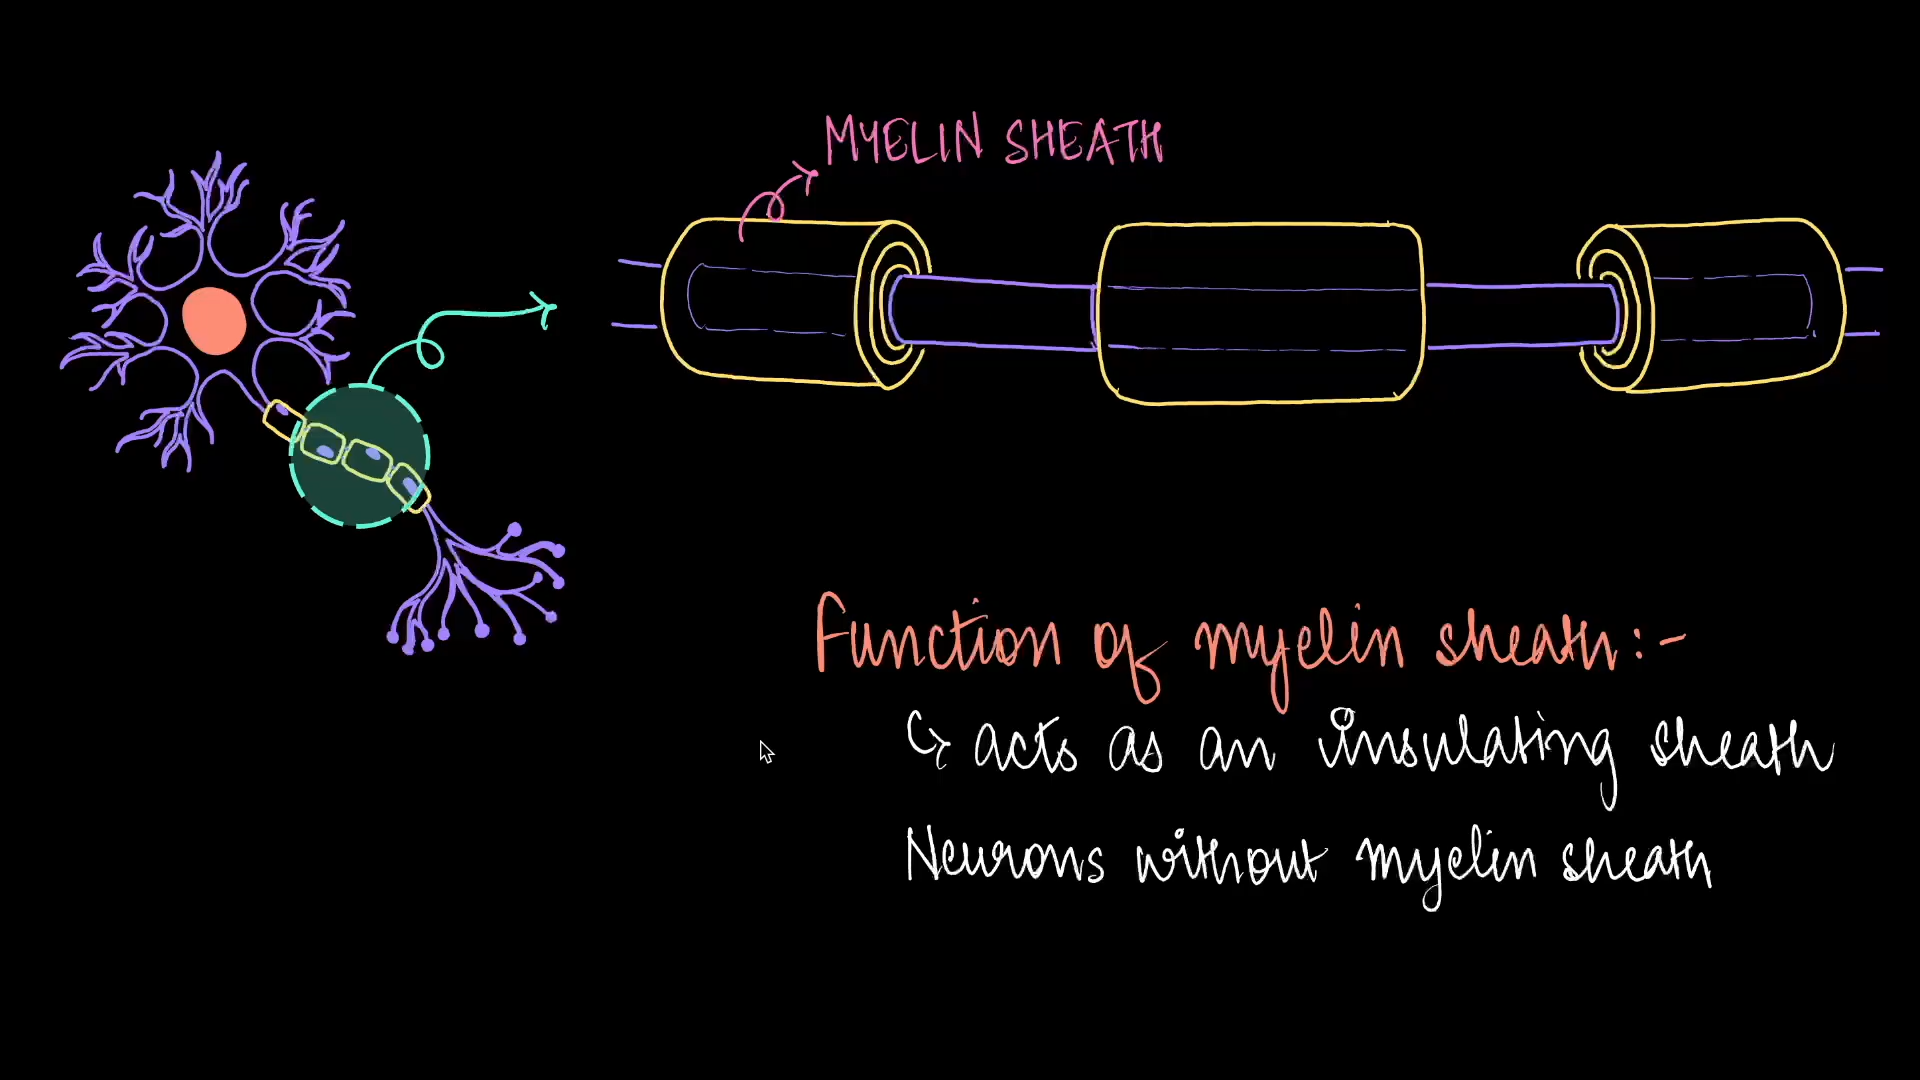 MYELIN SHEATH
Function of myelin sheath:-
↪ acts as an insulating sheath
Neurons without myelin sheath